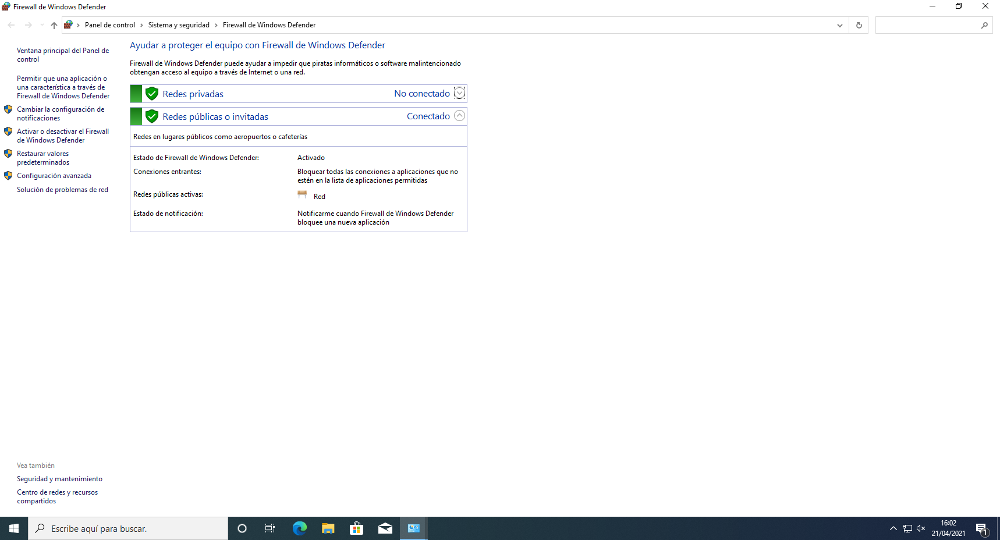 Firewall de Windows Defender
Panel de control
Sistema y seguridad
Firewall de Windows Defender
Ventana principal del Panel de
control
Permitir que una aplicación o
una característica a través de
Firewall de Windows Defender
Cambiar la configuración de
notificaciones
Activar o desactivar el Firewall
de Windows Defender
Restaurar valores
predeterminados
Configuración avanzada
Solución de problemas de red
Ayudar a proteger el equipo con Firewall de Windows Defender
Firewall de Windows Defender puede ayudar a impedir que piratas informáticos o software malintencionado
obtengan acceso al equipo a través de Internet o una red.
Redes privadas
No conectado
Redes públicas o invitadas
Conectado
Redes en lugares públicos como aeropuertos o cafeterías
Estado de Firewall de Windows Defender:
Activado
Conexiones entrantes:
Bloquear todas las conexiones a aplicaciones que no
estén en la lista de aplicaciones permitidas
Redes públicas activas:
Red
Estado de notificación:
Notificarme cuando Firewall de Windows Defender
bloquee una nueva aplicación
Vea también
Seguridad y mantenimiento
Centro de redes y recursos
compartidos
Escribe aquí para buscar.
16:02
21/04/2021
1